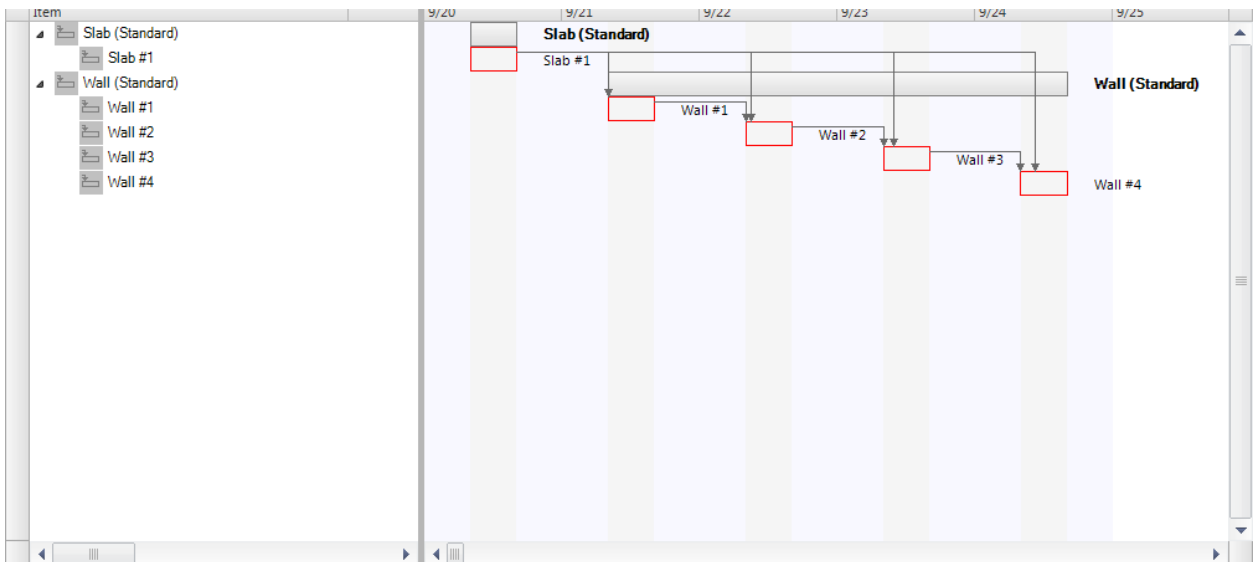 Item 9/20 9/21 9/22 9/23 9/24 9/25
Slab (Standard) Slab (Standard)
Slab #1 Slab #1
Wall (Standard) Wall (Standard)
Wall #1 Wall #1
Wall #2 Wall #2
Wall #3 Wall #3
Wall #4 Wall #4